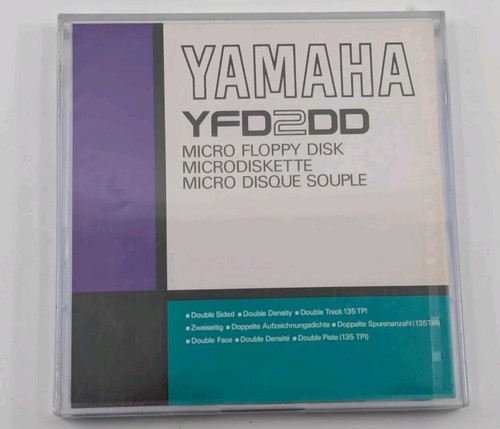 YAMAHA
YFD2DD
MICRO FLOPPY DISK
MICRODISKETTE
MICRO DISQUE SOUPLE
■ Double Sided ■ Double Density ■ Double Track 135 TPI
■ Zweiseitig ■ Doppelte Aufzeichnungsdichte ■ Doppelte Spurenanzahl (135TPI)
■ Double Face ■ Double Densité ■ Double Piste (135 TPI)